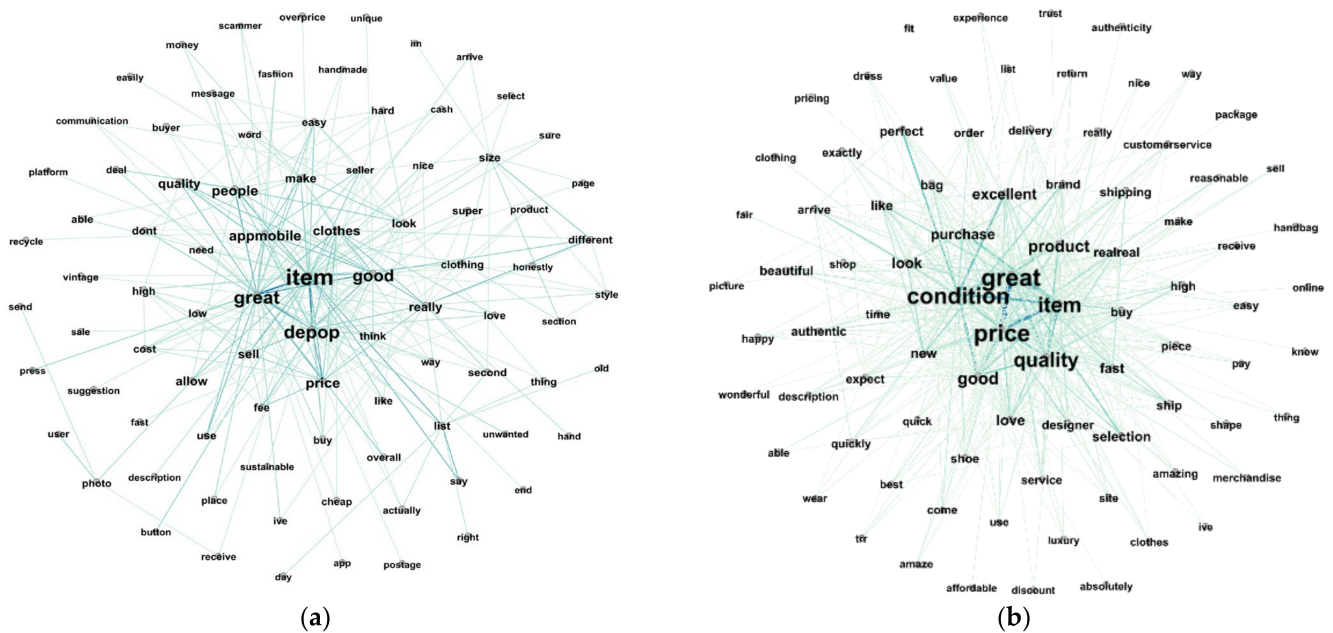 overprice unique
scammer
money im
arrive
fashion handmade
easily
message select
hard cash
communication easy
buyer word sure
nice size
platform deal seller
quality make page
people
able super product
look
dont appmobile clothes
recycle different
need
clothing honestly
vintage item good
high great style
send low really love section
sale depop think
cost way
press sell second old
suggestion allow price thing
like
fee
fast list
user use buy unwanted hand
overall
sustainable
photo description say
place cheap end
actually
ive
button right
receive app postage
day
(a)
experience trust
fit authenticity
list
dress value return nice way
pricing
package
perfect order delivery really
customerservice
clothing exactly
sell
bag excellent brand reasonable
shipping
like
fair arrive make
purchase handbag
product realreal receive
look
beautiful shop great
picture high online
condition item
time easy
buy
happy authentic price
know
new piece
quality pay
expect good fast
wonderful description
ship
quick love designer shape thing
selection
able quickly
shoe
amazing merchandise
best service
wear site
come
use ive
trr luxury clothes
amaze
affordable discount absolutely
(b)